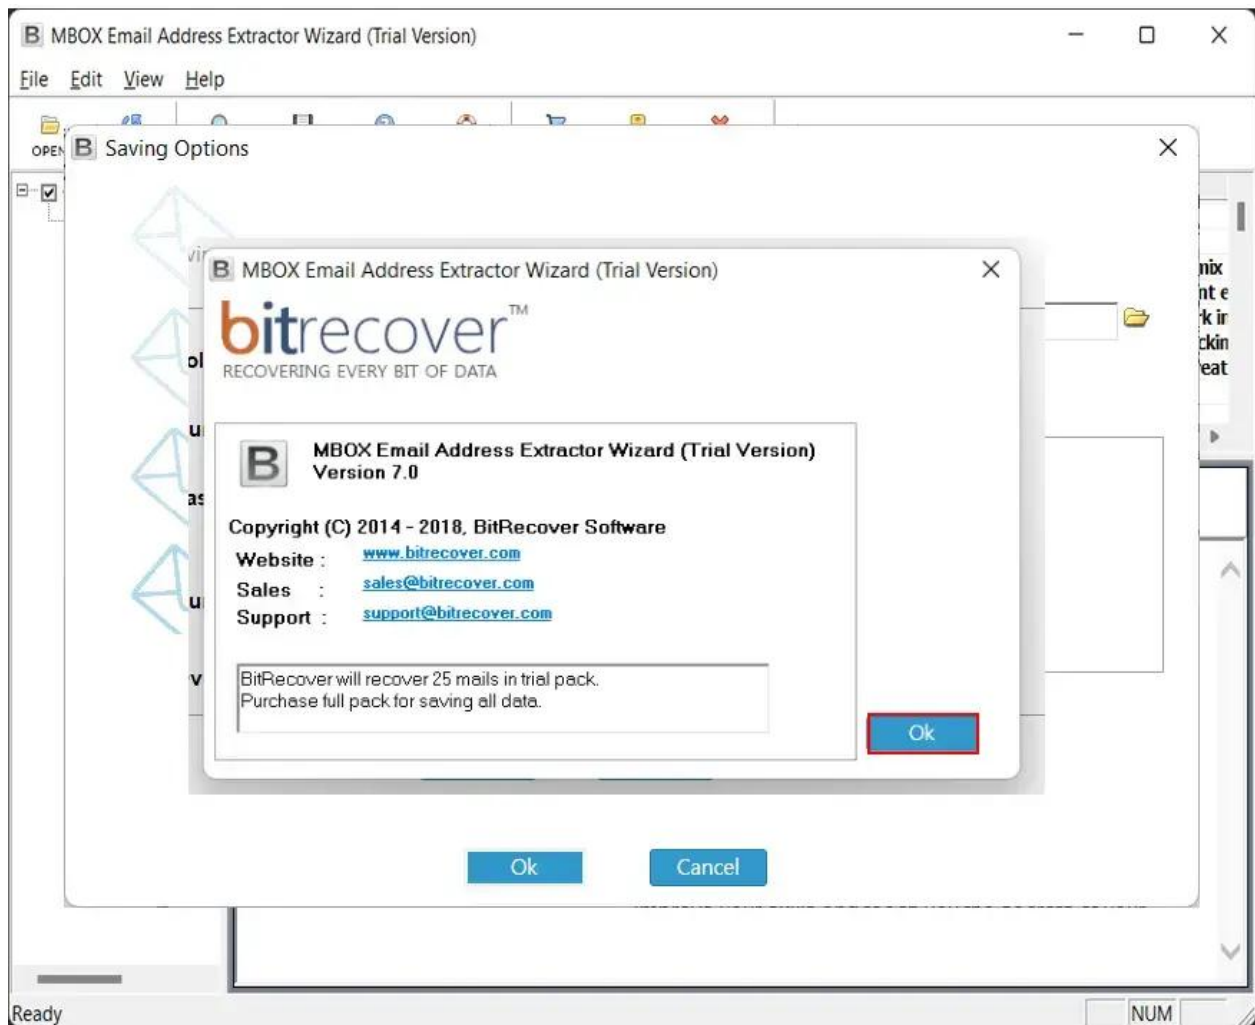 MBOX Email Address Extractor Wizard (Trial Version)
File Edit View Help
OPEN
Saving Options
MBOX Email Address Extractor Wizard (Trial Version)
bitrecover™
RECOVERING EVERY BIT OF DATA
MBOX Email Address Extractor Wizard (Trial Version)
Version 7.0
Copyright (C) 2014 - 2018, BitRecover Software
Website : www.bitrecover.com
Sales : sales@bitrecover.com
Support : support@bitrecover.com
BitRecover will recover 25 mails in trial pack.
Purchase full pack for saving all data.
Ok
Ok Cancel
Ready NUM